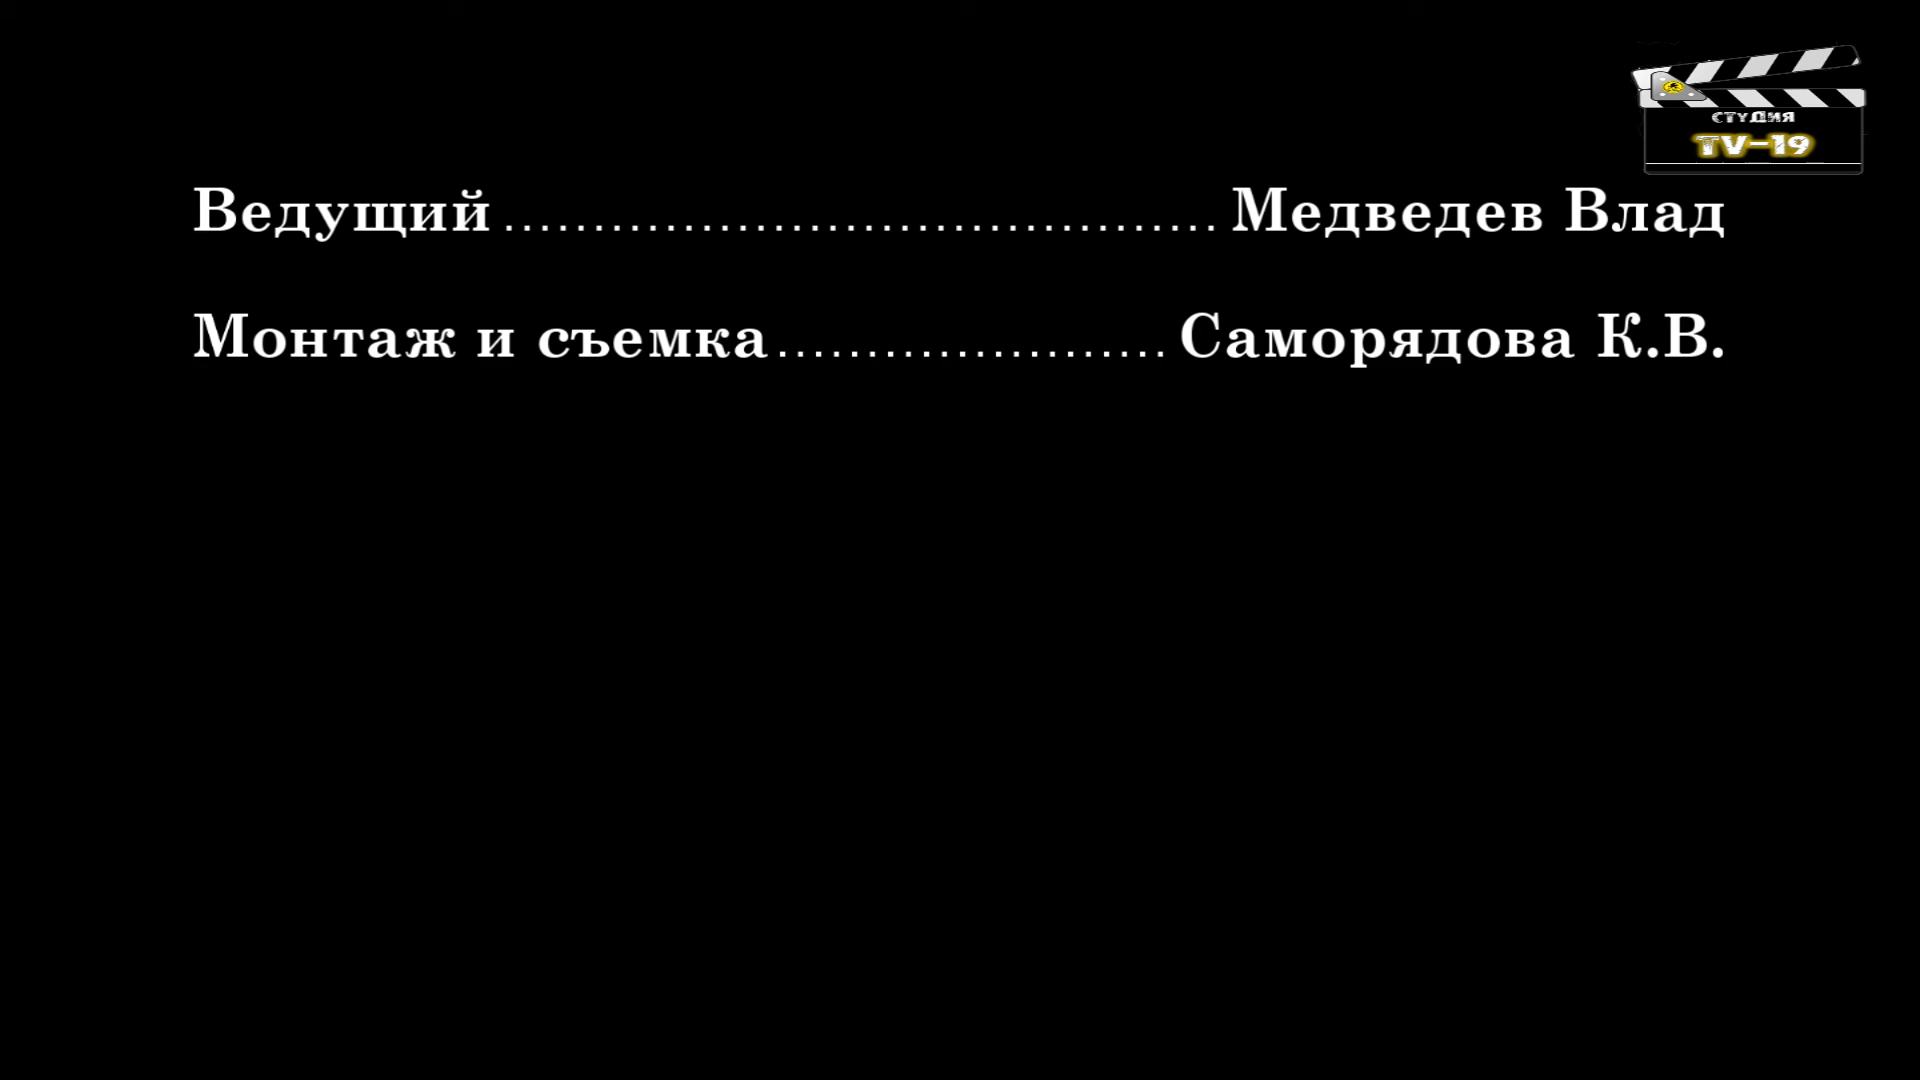 студия
TV-19
Ведущий........................................Медведев Влад
Монтаж и съемка......................Саморядова К.В.